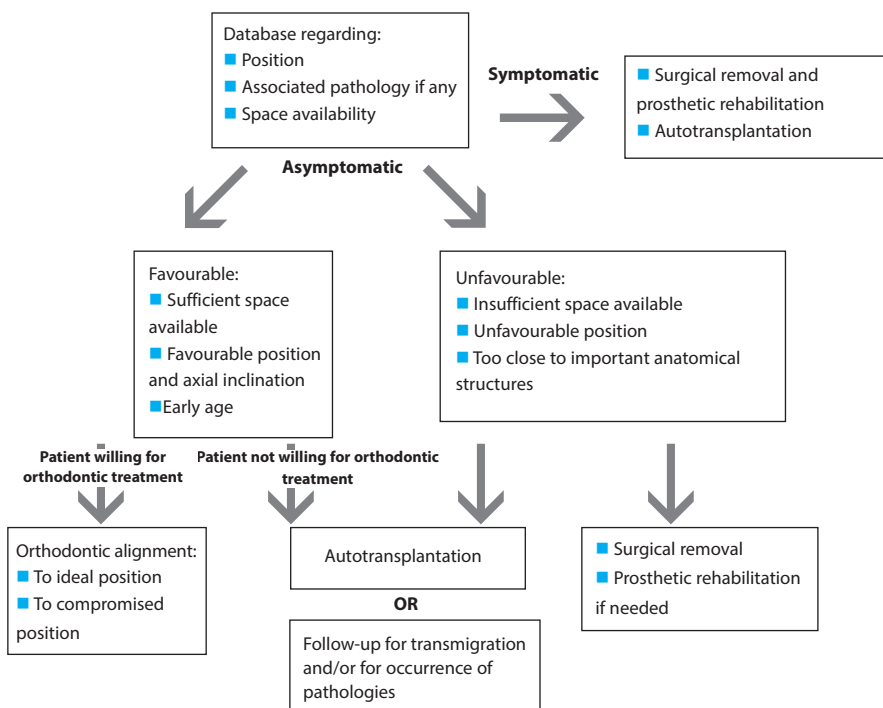 Database regarding:
■ Position
■ Associated pathology if any
■ Space availability
Symptomatic
■ Surgical removal and
prosthetic rehabilitation
■ Autotransplantation
Asymptomatic
Favourable:
■ Sufficient space
available
■ Favourable position
and axial inclination
■Early age
Unfavourable:
■ Insufficient space available
■ Unfavourable position
■ Too close to important anatomical
structures
Patient willing for
orthodontic treatment
Patient not willing for orthodontic
treatment
Orthodontic alignment:
■ To ideal position
■ To compromised
position
Autotransplantation
OR
Follow-up for transmigration
and/or for occurrence of
pathologies
■ Surgical removal
■ Prosthetic rehabilitation
if needed